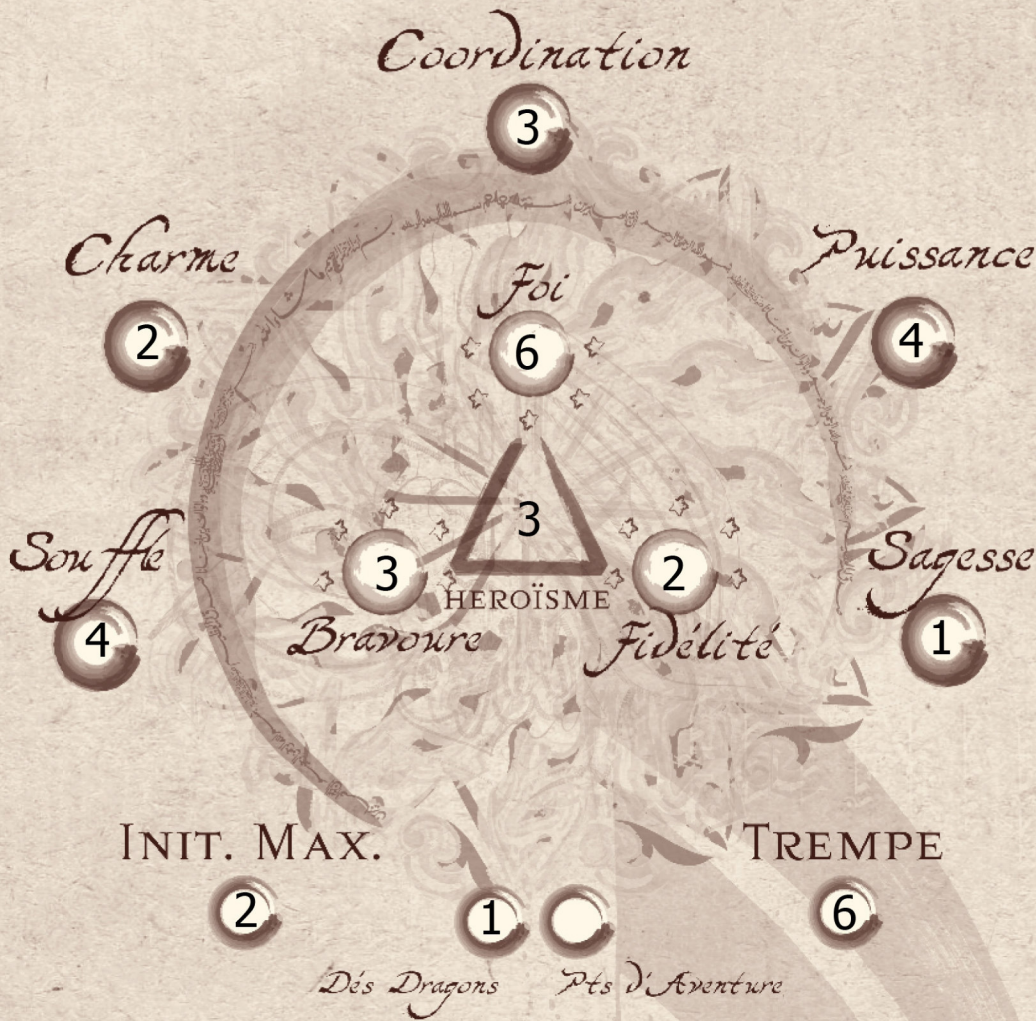 Coordination
3
Charme
2
Puissance
4
Foi
6
Souffle
4
3
HEROÏSME
Bravoure
3
Fidélité
2
Sagesse
1
INIT. MAX.
2
TREMPE
6
1
Dés Dragons
Pts d'Aventure